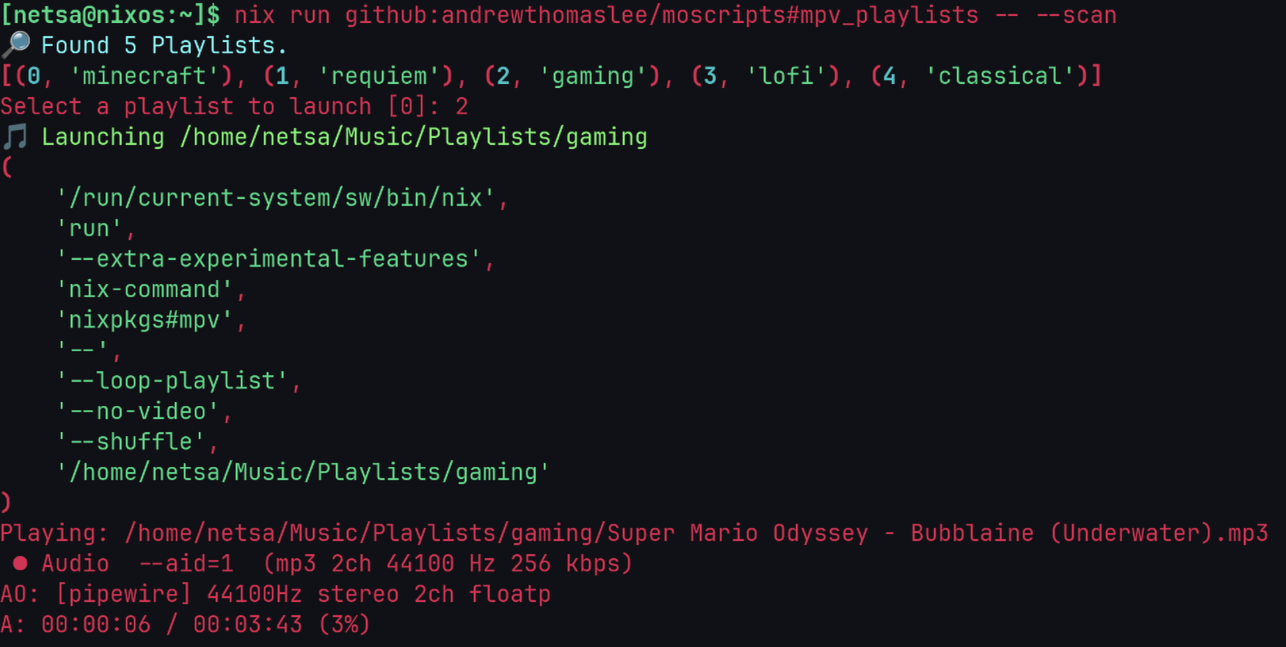 [netsa@nixos:~]$ nix run github:andrewthomaslee/moscripts#mpv_playlists -- --scan
🔎 Found 5 Playlists.
[(0, 'minecraft'), (1, 'requiem'), (2, 'gaming'), (3, 'lofi'), (4, 'classical')]
Select a playlist to launch [0]: 2
🎵 Launching /home/netsa/Music/Playlists/gaming
(
    '/run/current-system/sw/bin/nix',
    'run',
    '--extra-experimental-features',
    'nix-command',
    'nixpkgs#mpv',
    '--',
    '--loop-playlist',
    '--no-video',
    '--shuffle',
    '/home/netsa/Music/Playlists/gaming'
)
Playing: /home/netsa/Music/Playlists/gaming/Super Mario Odyssey - Bubblaine (Underwater).mp3
 ● Audio  --aid=1  (mp3 2ch 44100 Hz 256 kbps)
AO: [pipewire] 44100Hz stereo 2ch floatp
A: 00:00:06 / 00:03:43 (3%)